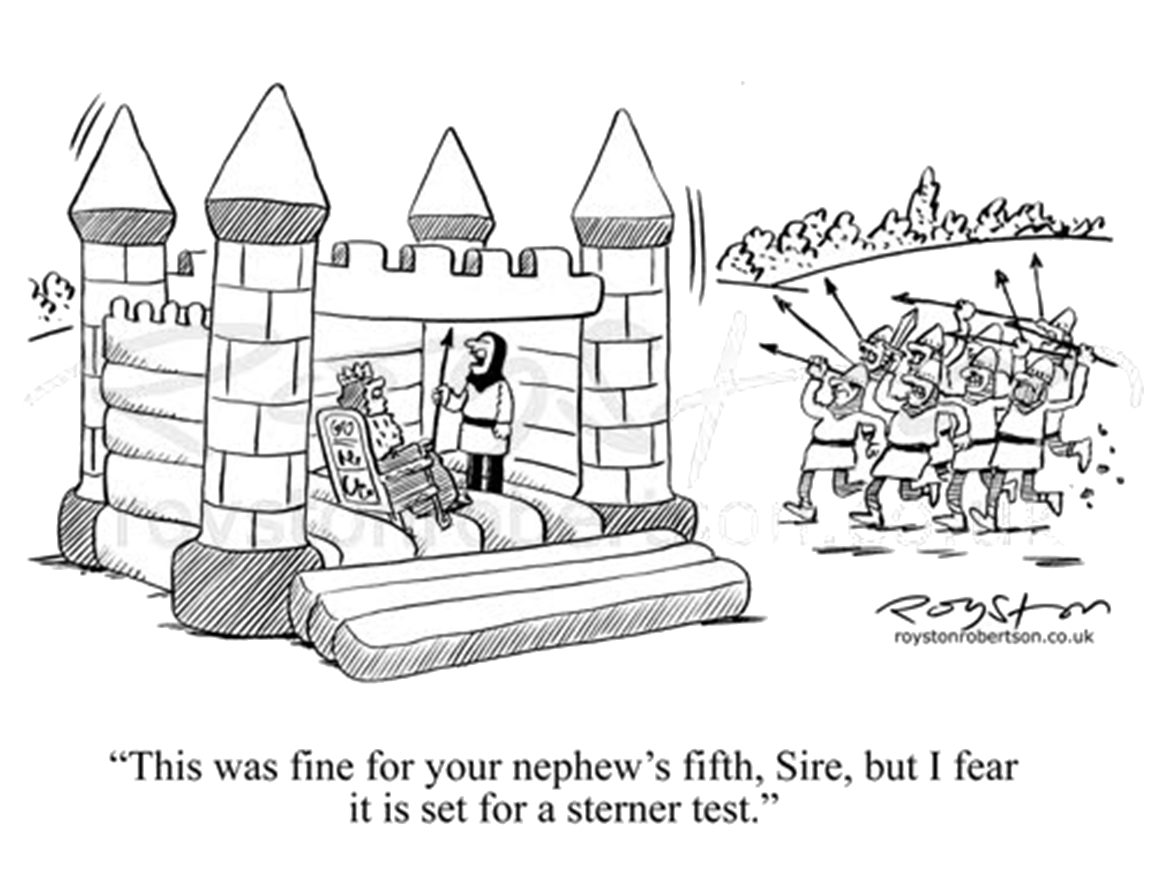 Royston
roystonrobertson.co.uk
“This was fine for your nephew’s fifth, Sire, but I fear
it is set for a sterner test.”